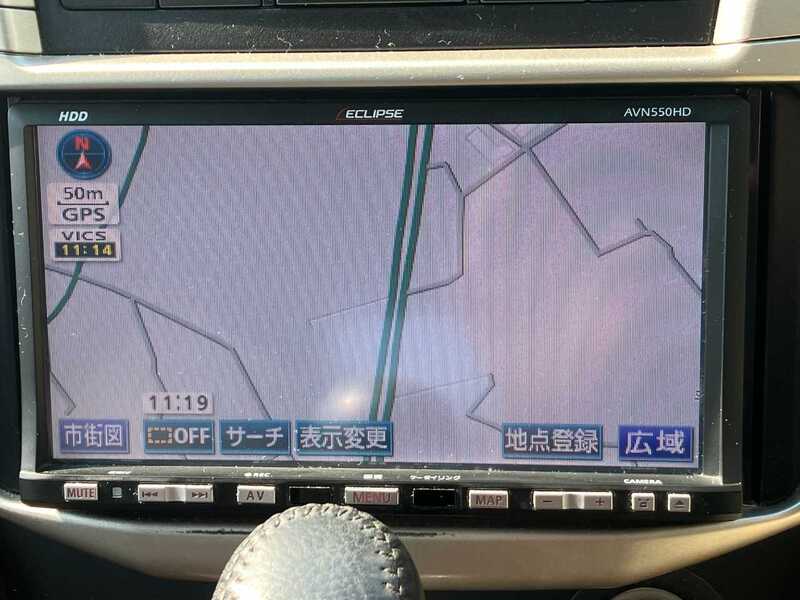 HDD
ECLIPSE
AVN550HD
N
50m
GPS
VICS
11:14
11:19
市街図
OFF
サーチ
表示変更
地点登録
広域
REC
CAMERA
MUTE
AV
MENU
MAP
− +